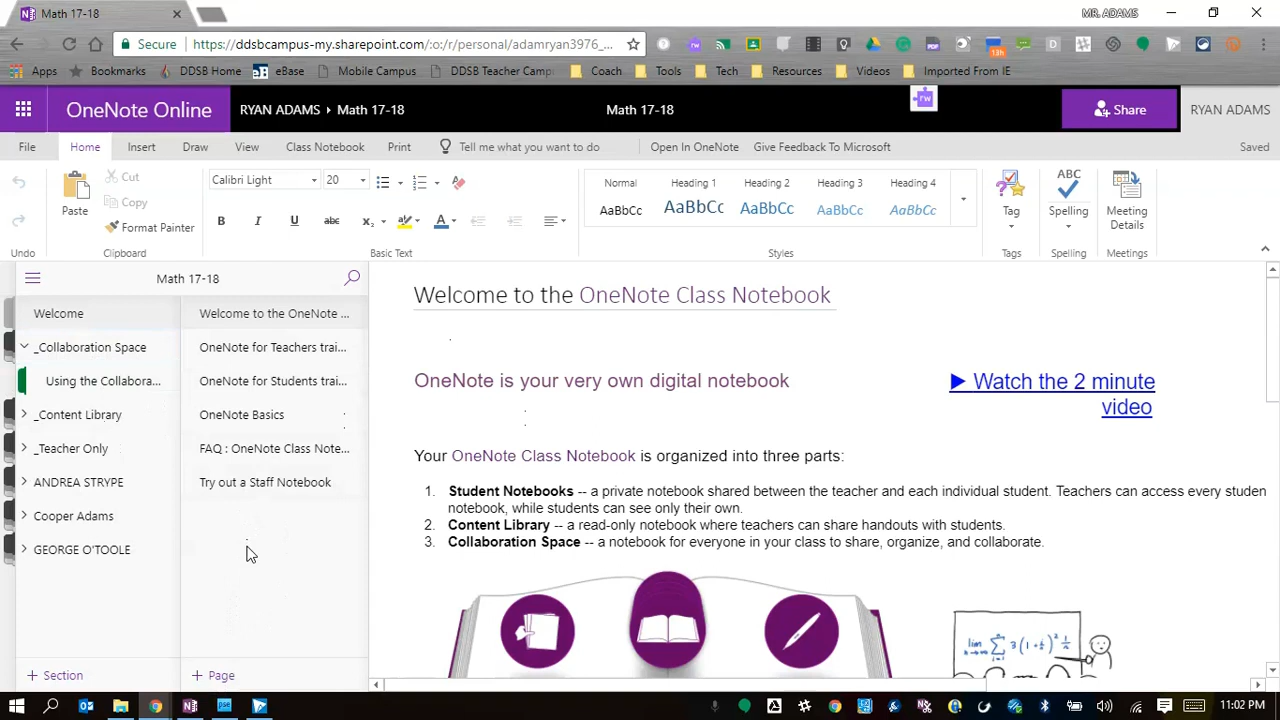 Math 17-18
MR. ADAMS
Secure
https://ddsbcampus-my.sharepoint.com/:o:/r/personal/adamryan3976_...
13h
Apps
Bookmarks
DDSB Home
eBase
Mobile Campus
DDSB Teacher Camp
Coach
Tools
Tech
Resources
Videos
Imported From IE
OneNote Online
RYAN ADAMS
Math 17-18
Math 17-18
rw
Share
RYAN ADAMS
File
Home
Insert
Draw
View
Class Notebook
Print
Tell me what you want to do
Open In OneNote
Give Feedback To Microsoft
Saved
Paste
Cut
Copy
Format Painter
Calibri Light
20
B
I
U
abc
Normal
AaBbCc
Heading 1
AaBbCc
Heading 2
AaBbCc
Heading 3
AaBbCc
Heading 4
AaBbCc
Tag
ABC
Spelling
Meeting
Details
Undo
Clipboard
Basic Text
Styles
Tags
Spelling
Meetings
Math 17-18
Welcome
_Collaboration Space
Using the Collabora...
_Content Library
_Teacher Only
ANDREA STRYPE
Cooper Adams
GEORGE O'TOOLE
+ Section
Welcome to the OneNote ...
OneNote for Teachers trai...
OneNote for Students trai...
OneNote Basics
FAQ : OneNote Class Note...
Try out a Staff Notebook
+ Page
Welcome to the OneNote Class Notebook
OneNote is your very own digital notebook
Watch the 2 minute
video
Your OneNote Class Notebook is organized into three parts:
1. Student Notebooks -- a private notebook shared between the teacher and each individual student. Teachers can access every studen
notebook, while students can see only their own.
2. Content Library -- a read-only notebook where teachers can share handouts with students.
3. Collaboration Space -- a notebook for everyone in your class to share, organize, and collaborate.
11:02 PM